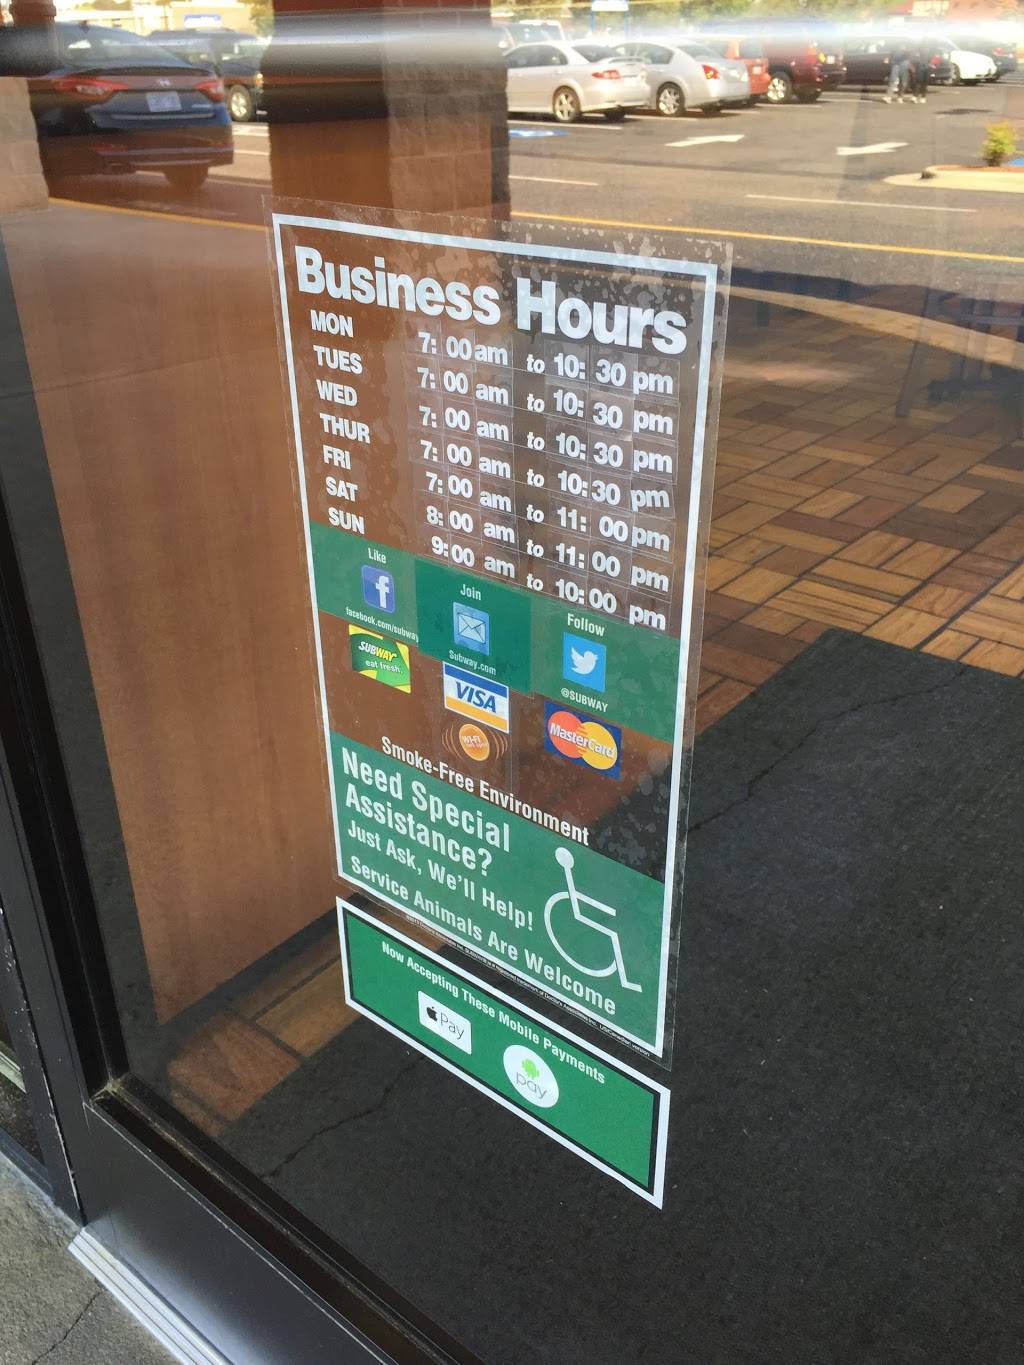 Business Hours
MON 7:00 am to 10:30 pm
TUES 7:00 am to 10:30 pm
WED 7:00 am to 10:30 pm
THUR 7:00 am to 10:30 pm
FRI 7:00 am to 11:00 pm
SAT 8:00 am to 11:00 pm
SUN 9:00 am to 10:00 pm
Like
Join
Follow
facebook.com/subway
Subway.com
@SUBWAY
SUBWAY
eat fresh.
VISA
MasterCard
Wi-Fi
Smoke-Free Environment
Need Special
Assistance?
Just Ask, We'll Help!
Service Animals Are Welcome
Now Accepting These Mobile Payments
Pay
pay